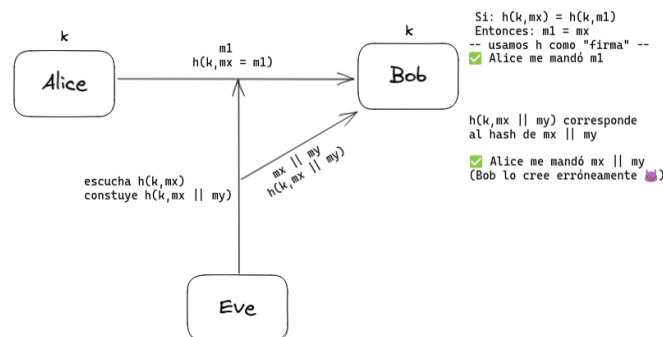 k
Alice
m1
h(k,mx = m1)
k
Bob
Si: h(k,mx) = h(k,m1)
Entonces: m1 = mx
-- usamos h como "firma" --
✅ Alice me mandó m1
h(k,mx || my) corresponde
al hash de mx || my
✅ Alice me mandó mx || my
(Bob lo cree erróneamente 😈)
mx || my
h(k,mx || my)
escucha h(k,mx)
constuye h(k,mx || my)
Eve